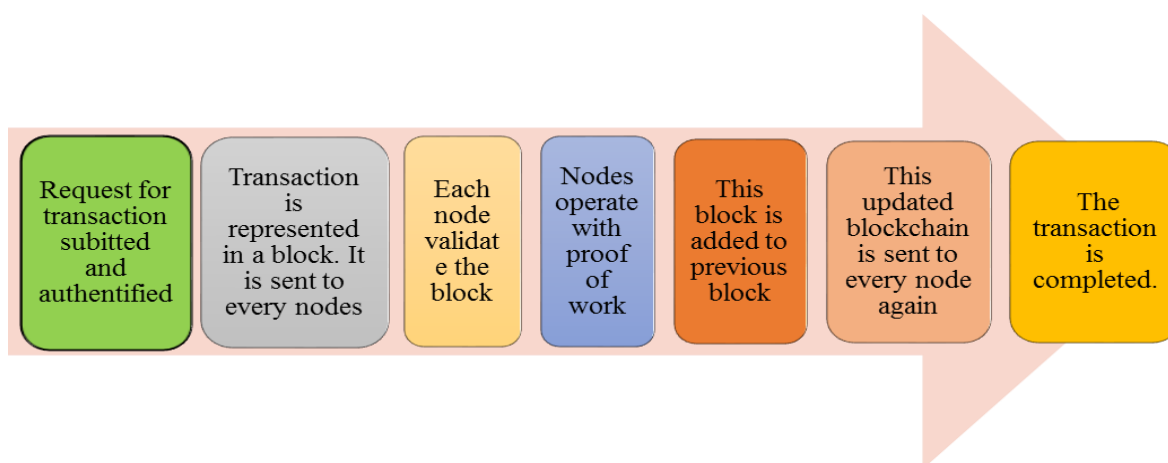 Request for
transaction
subitted
and
authentified
Transaction
is
represented
in a block. It
is sent to
every nodes
Each
node
validat
e the
block
Nodes
operate
with
proof
of
work
This
block is
added to
previous
block
This
updated
blockchain
is sent to
every node
again
The
transaction
is
completed.